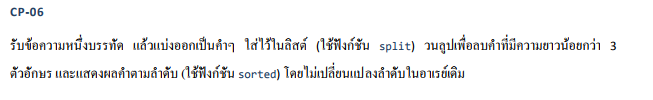 CP-06
รับข้อความหนึ่งบรรทัด แล้วแบ่งออกเป็นคำๆ ใส่ไว้ในลิสต์ (ใช้ฟังก์ชัน split) วนลูปเพื่อลบคำที่มีความยาวน้อยกว่า 3
ตัวอักษร และแสดงผลคำตามลำดับ (ใช้ฟังก์ชัน sorted) โดยไม่เปลี่ยนแปลงลำดับในอาเรย์เดิม